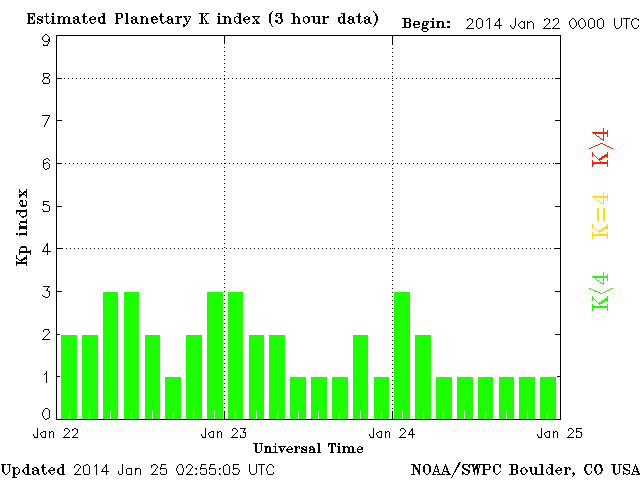 Estimated Planetary K index (3 hour data) Begin: 2014 Jan 22 0000 UTC
9
8
7
6
5
4
3
2
1
0
Kp index
K>4
K=4
K<4
Jan 22 Jan 23 Jan 24 Jan 25
Universal Time
Updated 2014 Jan 25 02:55:05 UTC NOAA/SWPC Boulder, CO USA